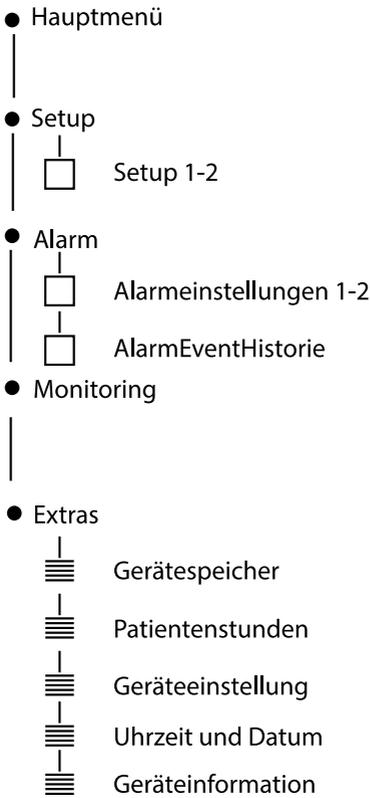 Hauptmenü
Setup
Setup 1-2
Alarm
Alarmeinstellungen 1-2
AlarmEventHistorie
Monitoring
Extras
Gerätespeicher
Patientenstunden
Geräteeinstellung
Uhrzeit und Datum
Geräteinformation